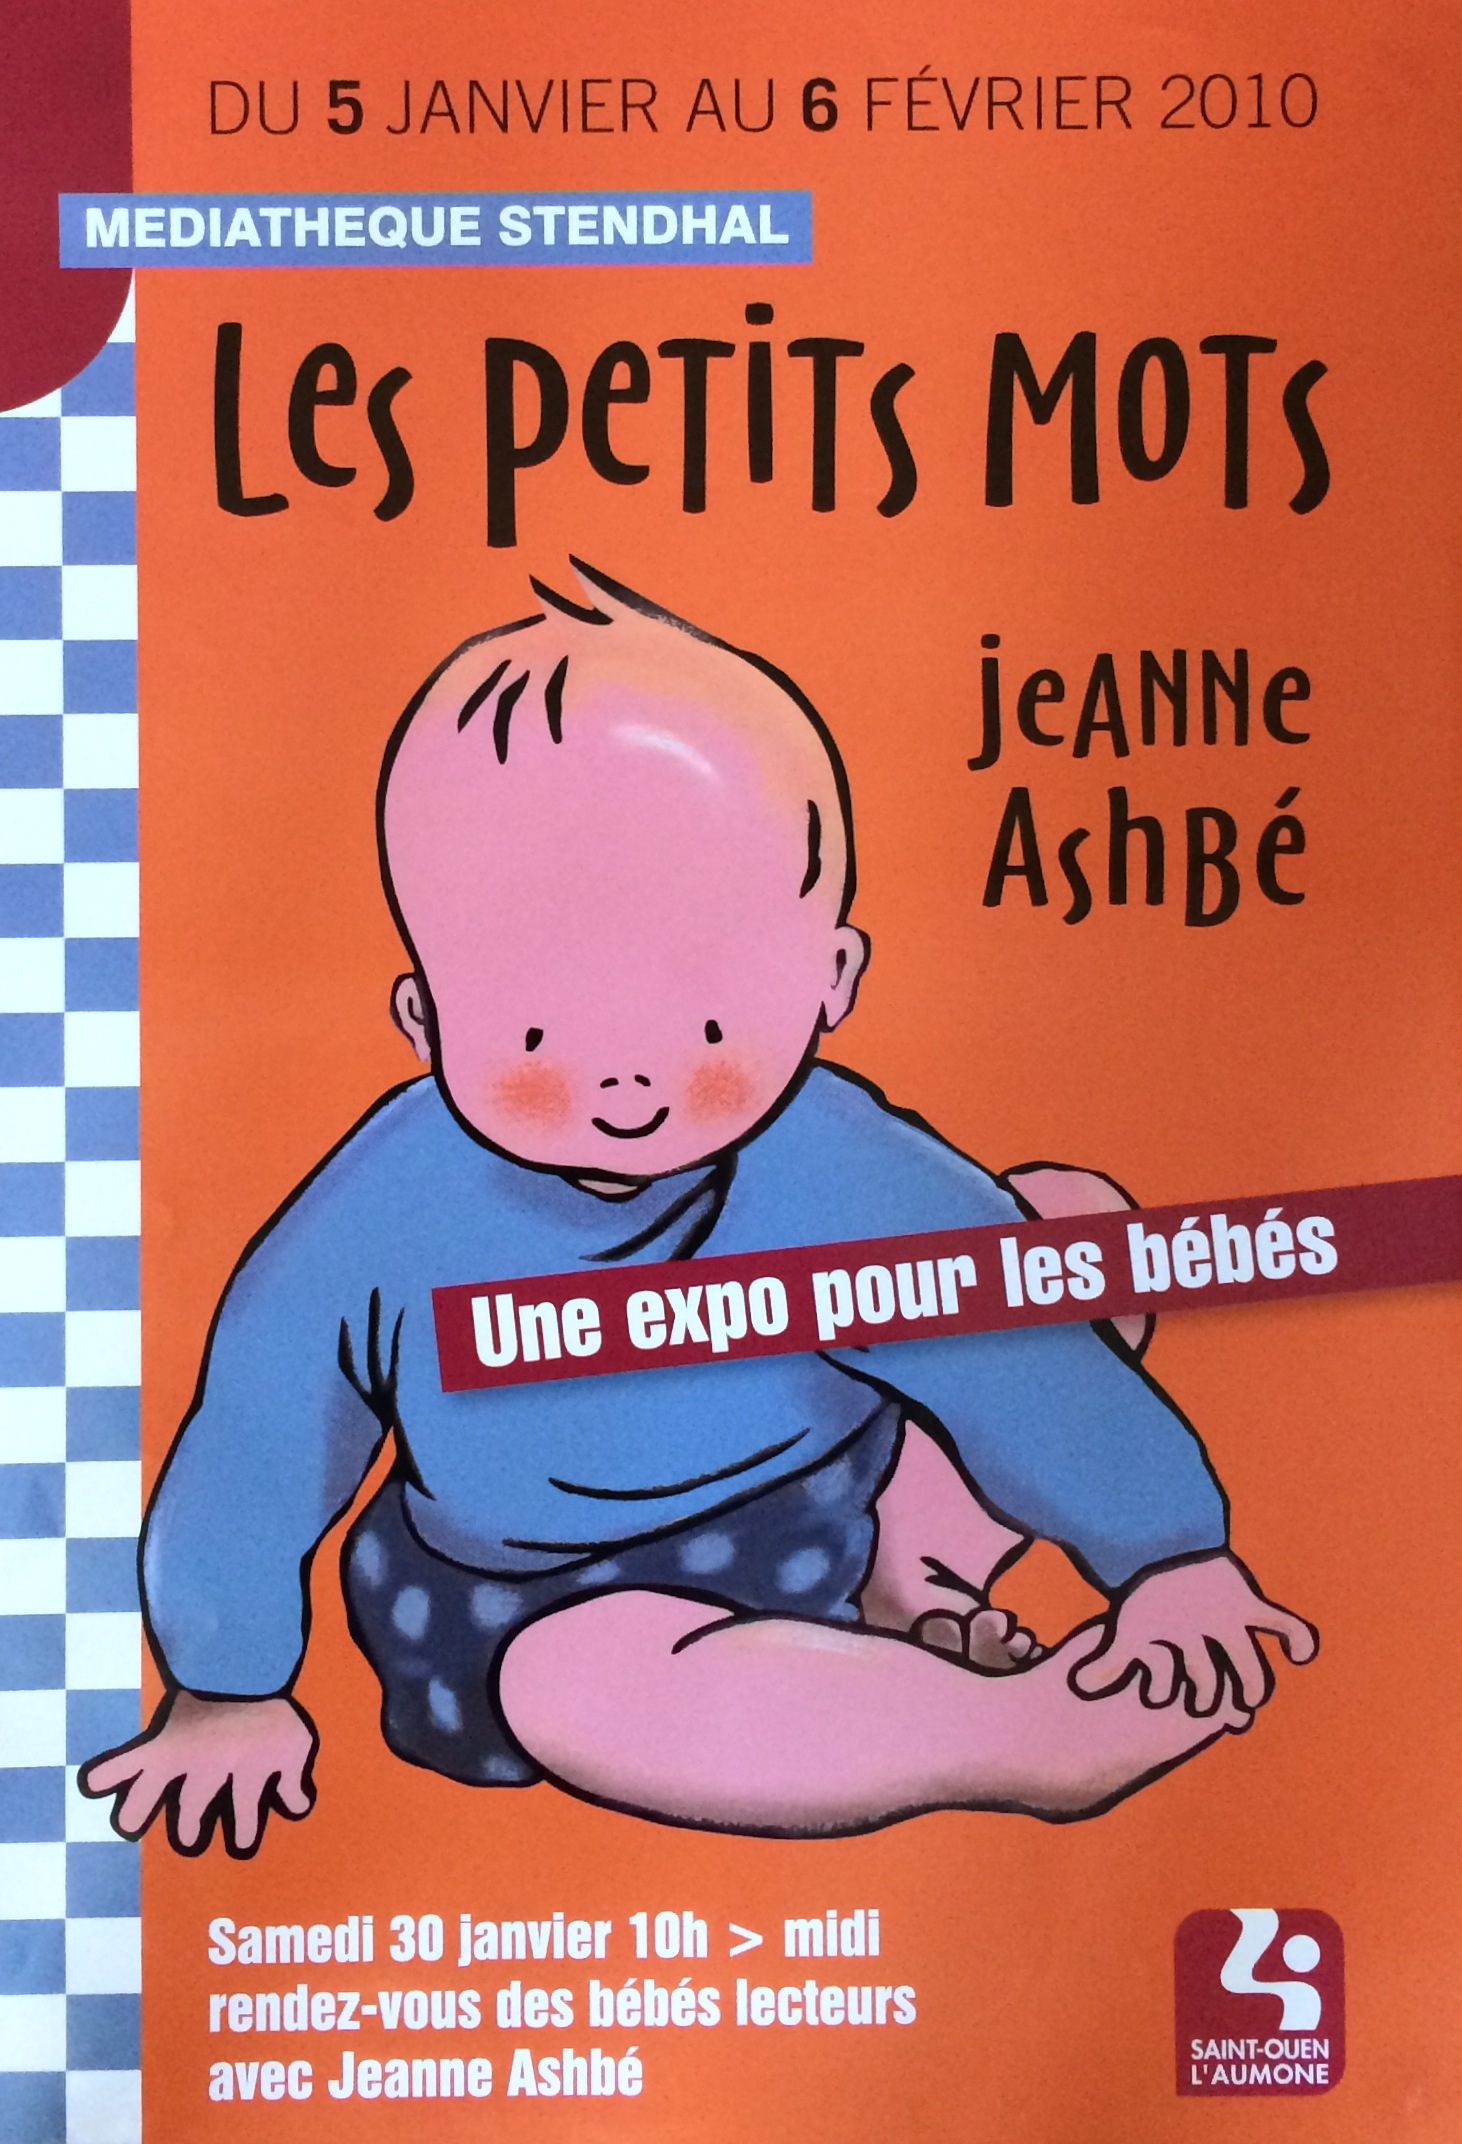 DU 5 JANVIER AU 6 FÉVRIER 2010
MEDIATHEQUE STENDHAL
Les petits mots
jeanne
Ashbé
Une expo pour les bébés
Samedi 30 janvier 10h > midi
rendez-vous des bébés lecteurs
avec Jeanne Ashbé
SAINT-OUEN
L'AUMONE